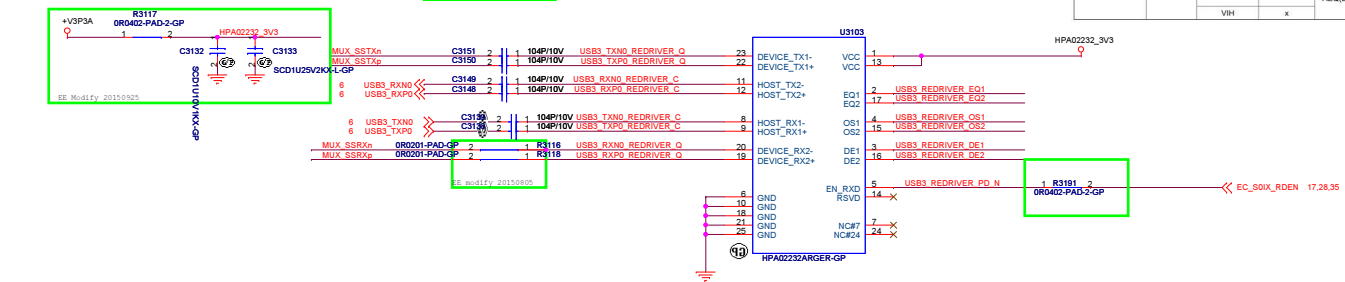 VIH x
R3117
+V3P3A 0R0402-PAD-2-GP
1 2 HPA02232_3V3
C3132 C3133
SCD1U10V1KX-GP
SCD1U25V2KX-L-GP
EE Modify 20150925
MUX_SSTXn C3151 2 1 104P/10V USB3_TXN0_REDRIVER_Q 23
MUX_SSTXp C3150 2 1 104P/10V USB3_TXP0_REDRIVER_Q 22
6 USB3_RXN0 C3149 2 1 104P/10V USB3_RXN0_REDRIVER_C 11
6 USB3_RXP0 C3148 2 1 104P/10V USB3_RXP0_REDRIVER_C 12
6 USB3_TXN0 2 1 104P/10V USB3_TXN0_REDRIVER_C 8
6 USB3_TXP0 2 1 104P/10V USB3_TXP0_REDRIVER_C 9
MUX_SSRXn 0R0201-PAD-GP 2 1 R3116 USB3_RXN0_REDRIVER_Q 20
MUX_SSRXp 0R0201-PAD-GP 2 1 R3118 USB3_RXP0_REDRIVER_Q 19
EE modify 20150805
U3103
DEVICE_TX1- VCC 1 HPA02232_3V3
DEVICE_TX1+ VCC 13
HOST_TX2-
HOST_TX2+ EQ1 2 USB3_REDRIVER_EQ1
EQ2 17 USB3_REDRIVER_EQ2
HOST_RX1- OS1 4 USB3_REDRIVER_OS1
HOST_RX1+ OS2 15 USB3_REDRIVER_OS2
DEVICE_RX2- DE1 3 USB3_REDRIVER_DE1
DEVICE_RX2+ DE2 16 USB3_REDRIVER_DE2
EN_RXD 5 USB3_REDRIVER_PD_N 1 R3191 2 EC_S0IX_RDEN 17,28,35
0R0402-PAD-2-GP
6 GND RSVD 14
10 GND
18 GND
21 GND NC#7 7
25 GND NC#24 24
HPA02232ARGER-GP